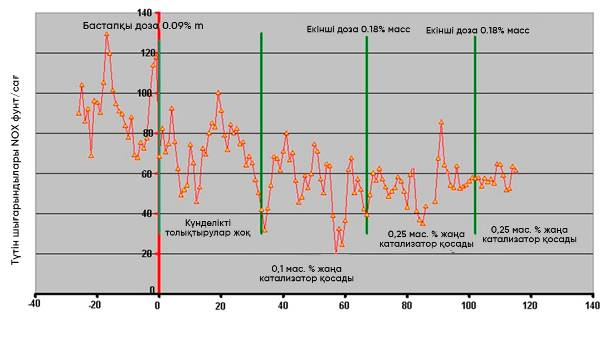 140
Бастапқы доза 0.09% m
Екінші доза 0.18% масс
Екінші доза 0.18% масс
120
100
80
60
40
20
0
Түтін шығарындылары NOX фунт/сағ
Күнделікті
толықтырулар жоқ
0,25 мас. % жаңа
катализатор қосады
0,25 мас. % жаңа
катализатор қосады
0,1 мас. % жаңа
катализатор қосады
-40
-20
0
20
40
60
80
100
120
140